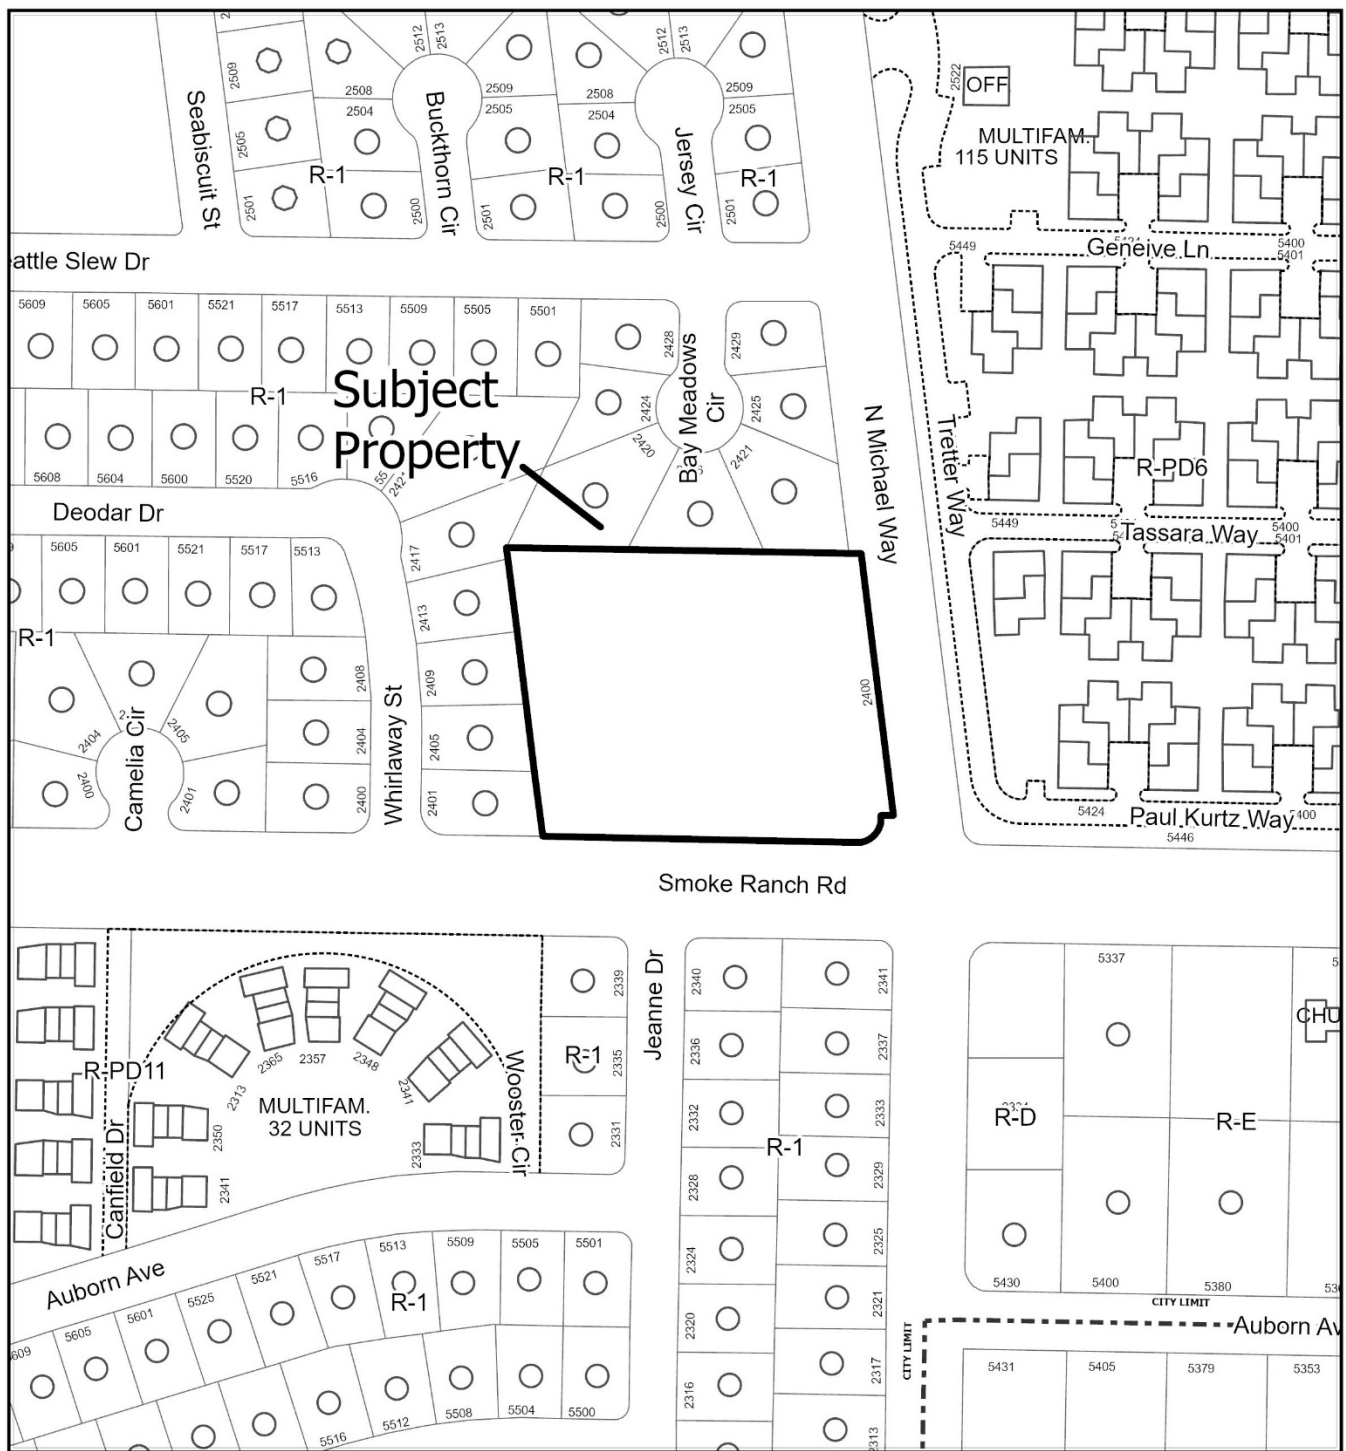 2512
2513
2512
2513
2509
2508
2504
2509
2505
2508
2504
2509
2505
2522
OFF
MULTIFAM.
115 UNITS
Seabiscuit St
2505
2501
R-1
Buckthorn Cir
2500
2501
R-1
Jersey Cir
2500
2501
R-1
5449
Geneive Ln
5400
5401
eattle Slew Dr
5609
5605
5601
5521
5517
5513
5509
5505
5501
2428
2429
R-1
Subject
Property
2424
2425
2420
2421
Bay Meadows
Cir
N Michael Way
Tretter Way
R-PD6
5608
5604
5600
5520
5516
Deodar Dr
5449
Tassara Way
5400
5401
5605
5601
5521
5517
5513
2417
2413
R-1
2409
2408
2405
2404
2401
2400
Whirlaway St
2404
2405
2400
2401
Camelia Cir
2400
5424
Paul Kurtz Way
5446
Smoke Ranch Rd
Jeanne Dr
2339
2335
2331
R-1
2340
2336
2332
2328
2324
2320
2316
R-1
2341
2337
2333
2329
2325
2321
2317
2313
5337
CHU
R-D
R-E
R-PD11
Canfield Dr
2313
2365
2357
2348
2341
2350
2341
2333
MULTIFAM.
32 UNITS
Wooster Cir
Auborn Ave
5605
5601
5525
5521
5517
5513
5509
5505
5501
R-1
5516
5512
5508
5504
5500
5430
5400
5380
CITY LIMIT
CITY LIMIT
Auborn Av
5431
5405
5379
5353